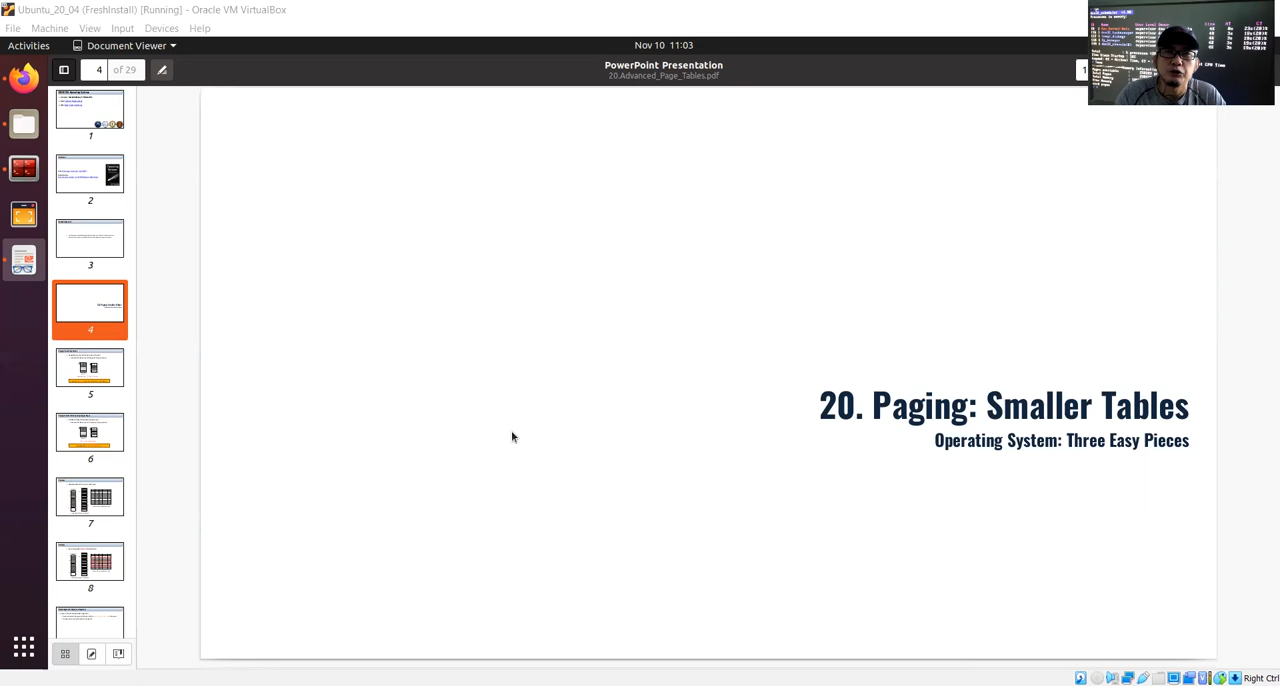 Ubuntu_20_04 (FreshInstall) [Running] - Oracle VM VirtualBox
File Machine View Input Devices Help
Activities
Document Viewer
Nov 10 11:03
4 of 29
PowerPoint Presentation
20.Advanced_Page_Tables.pdf
1
1
2
3
4
5
6
7
8
20. Paging: Smaller Tables
Operating System: Three Easy Pieces
Right Ctrl